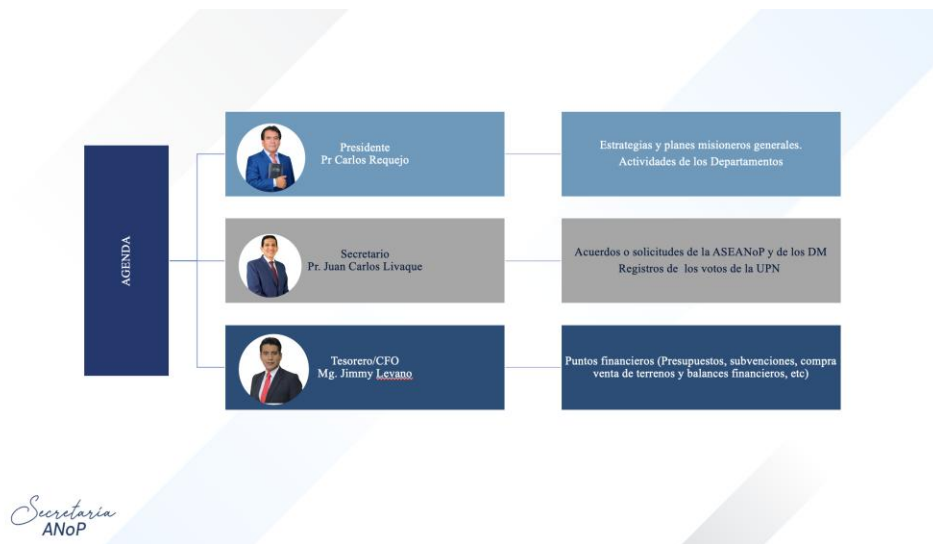 AGENDA
Presidente
Pr Carlos Requejo
Estrategias y planes misioneros generales.
Actividades de los Departamentos
Secretario
Pr. Juan Carlos Livaque
Acuerdos o solicitudes de la ASEANoP y de los DM
Registros de los votos de la UPN
Tesorero/CFO
Mg. Jimmy Levano
Puntos financieros (Presupuestos, subvenciones, compra
venta de terrenos y balances financieros, etc)
Secretaría
ANoP